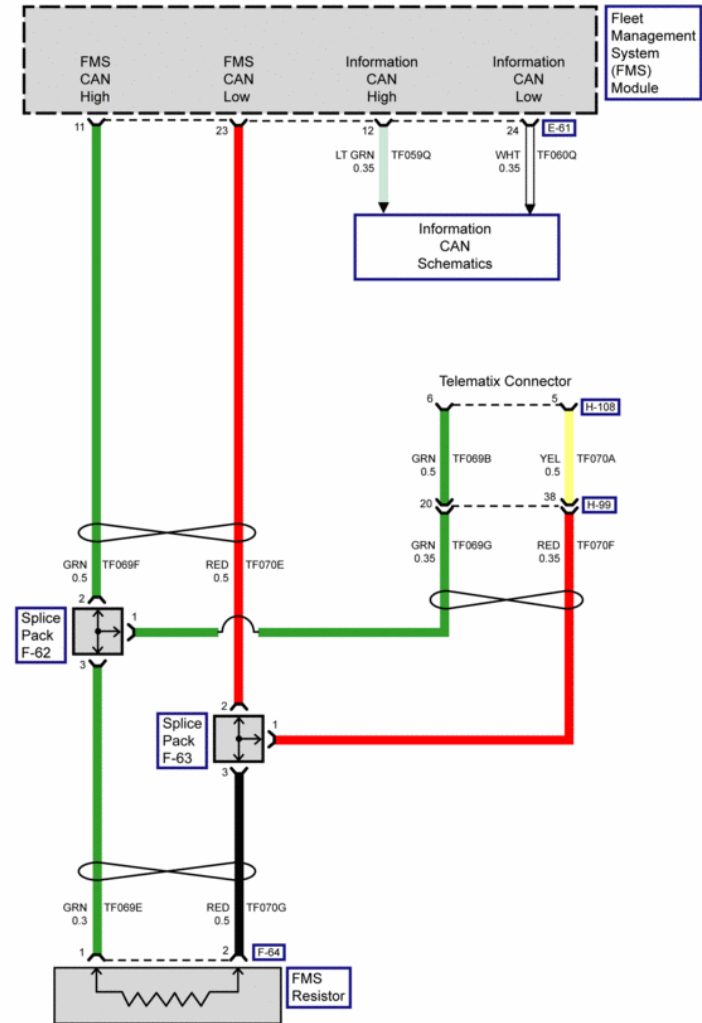 Fleet
Management
System
(FMS)
Module
FMS
CAN
High
FMS
CAN
Low
Information
CAN
High
Information
CAN
Low
11
23
12
24
E-61
LT GRN
0.35
TF059Q
WHT
0.35
TF060Q
Information
CAN
Schematics
Telematix Connector
6
5
H-108
GRN
0.5
TF069B
YEL
0.5
TF070A
20
38
H-99
GRN
0.35
TF069G
RED
0.35
TF070F
GRN
0.5
TF069F
RED
0.5
TF070E
2
1
3
Splice
Pack
F-62
2
1
3
Splice
Pack
F-63
GRN
0.3
TF069E
RED
0.5
TF070G
1
2
F-64
FMS
Resistor